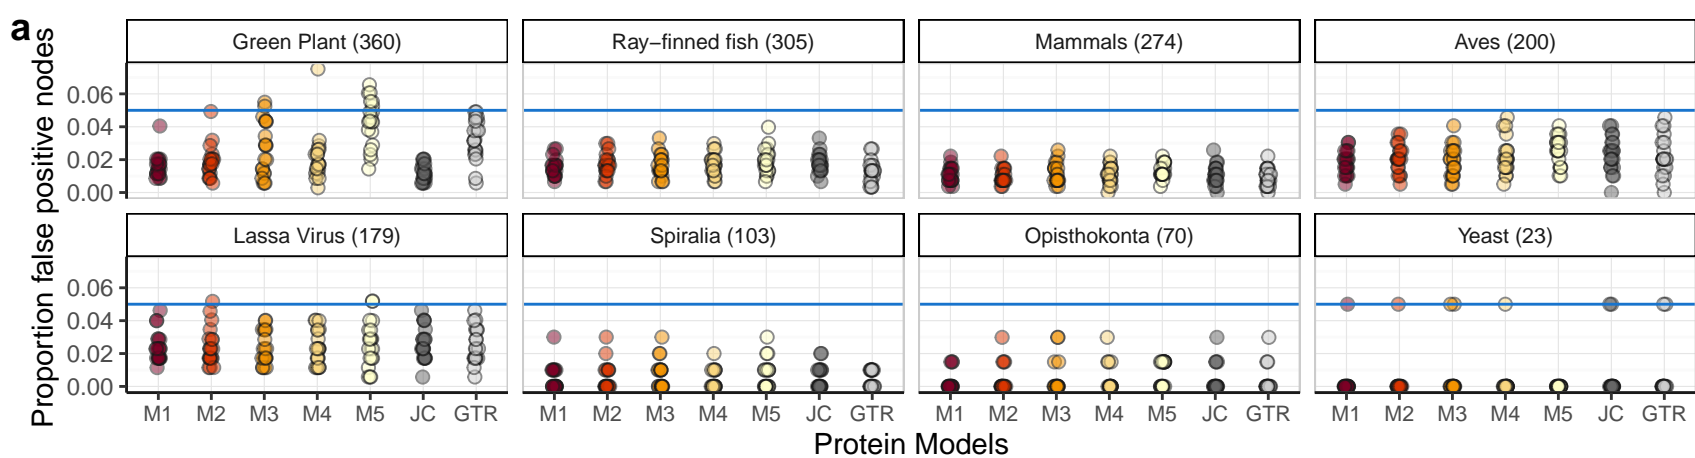 a
Proportion false positive nodes
Green Plant (360)
Ray−finned fish (305)
Mammals (274)
Aves (200)
0.06
0.04
0.02
0.00
Lassa Virus (179)
Spiralia (103)
Opisthokonta (70)
Yeast (23)
0.06
0.04
0.02
0.00
M1 M2 M3 M4 M5 JC GTR M1 M2 M3 M4 M5 JC GTR M1 M2 M3 M4 M5 JC GTR M1 M2 M3 M4 M5 JC GTR
Protein Models